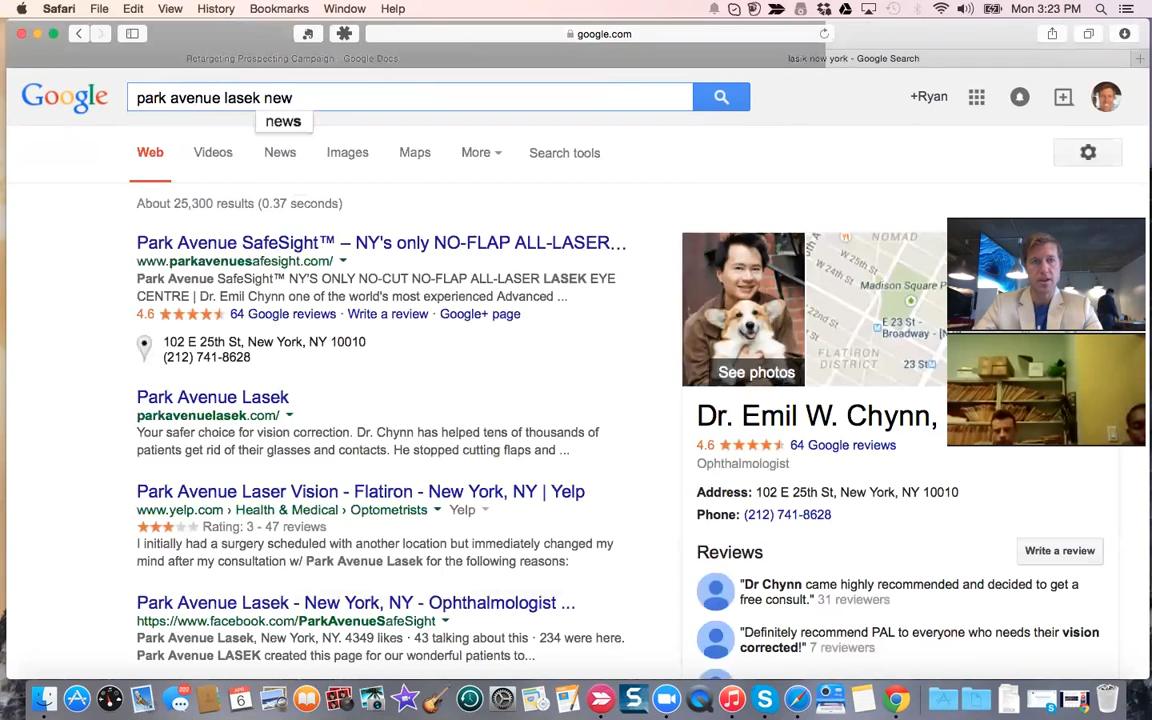 Safari File Edit View History Bookmarks Window Help Mon 3:23 PM
google.com
Retargeting Prospecting Campaign - Google Docs lasik now york - Google Search
Google park avenue lasek new +Ryan
news
Web Videos News Images Maps More Search tools
About 25,300 results (0.37 seconds)
Park Avenue SafeSight™ – NY's only NO-FLAP ALL-LASER...
www.parkavenuesafesight.com/
Park Avenue SafeSight™ NY'S ONLY NO-CUT NO-FLAP ALL-LASER LASEK EYE
CENTRE | Dr. Emil Chynn one of the world's most experienced Advanced ...
4.6 64 Google reviews · Write a review · Google+ page
102 E 25th St, New York, NY 10010
(212) 741-8628
Park Avenue Lasek
parkavenuelasek.com/
Your safer choice for vision correction. Dr. Chynn has helped tens of thousands of
patients get rid of their glasses and contacts. He stopped cutting flaps and ...
Park Avenue Laser Vision - Flatiron - New York, NY | Yelp
www.yelp.com › Health & Medical › Optometrists Yelp
Rating: 3 - 47 reviews
I initially had a surgery scheduled with another location but immediately changed my
mind after my consultation w/ Park Avenue Lasek for the following reasons:
Park Avenue Lasek - New York, NY - Ophthalmologist ...
https://www.facebook.com/ParkAvenueSafeSight
Park Avenue Lasek, New York, NY. 4349 likes · 43 talking about this · 234 were here.
Park Avenue LASEK created this page for our wonderful patients to...
NOMAD
W 25th St
W 24th St
Madison Square P
E 23 St -
Broadway - [N
FLATIRON
DISTRICT
23 St
See photos
Dr. Emil W. Chynn,
4.6 64 Google reviews
Ophthalmologist
Address: 102 E 25th St, New York, NY 10010
Phone: (212) 741-8628
Reviews
Write a review
"Dr Chynn came highly recommended and decided to get a
free consult." 31 reviewers
"Definitely recommend PAL to everyone who needs their vision
corrected!" 7 reviewers